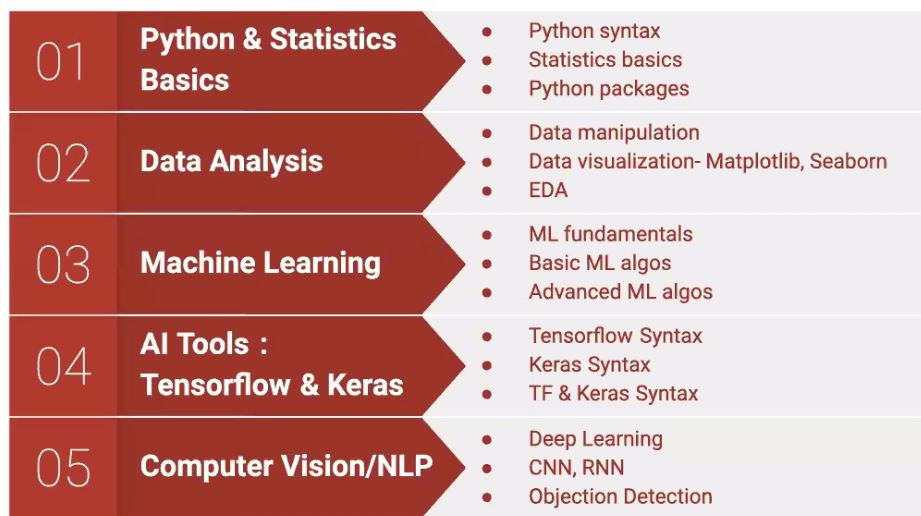 01
Python & Statistics
Basics
• Python syntax
• Statistics basics
• Python packages
02
Data Analysis
• Data manipulation
• Data visualization- Matplotlib, Seaborn
• EDA
03
Machine Learning
• ML fundamentals
• Basic ML algos
• Advanced ML algos
04
AI Tools :
Tensorflow & Keras
• Tensorflow Syntax
• Keras Syntax
• TF & Keras Syntax
05
Computer Vision/NLP
• Deep Learning
• CNN, RNN
• Objection Detection